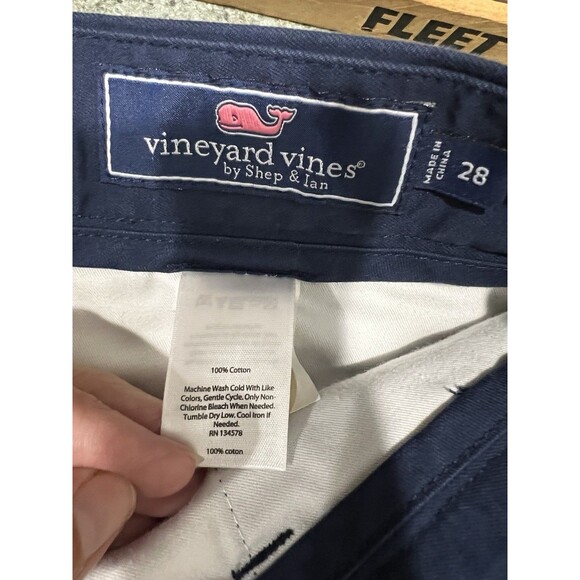 FLEET
vineyard vines®
by Shep & Ian
MADE IN
CHINA
28
100% Cotton
Machine Wash Cold With Like
Colors, Gentle Cycle. Only Non-
Chlorine Bleach When Needed.
Tumble Dry Low. Cool Iron if
Needed.
RN 134578
100% coton